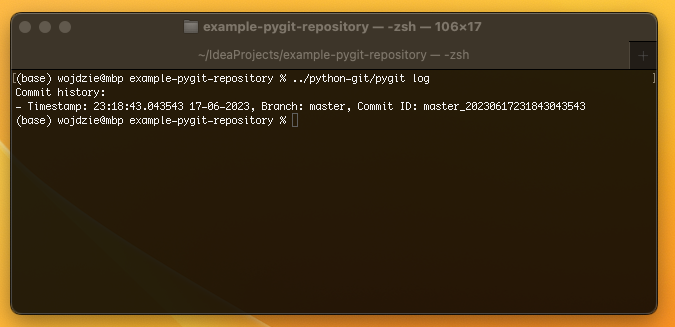 example-pygit-repository — -zsh — 106×17
~/IdeaProjects/example-pygit-repository — -zsh
+
[(base) wojdzie@mbp example-pygit-repository % ../python-git/pygit log ]
Commit history:
- Timestamp: 23:18:43.043543 17-06-2023, Branch: master, Commit ID: master_20230617231843043543
(base) wojdzie@mbp example-pygit-repository %